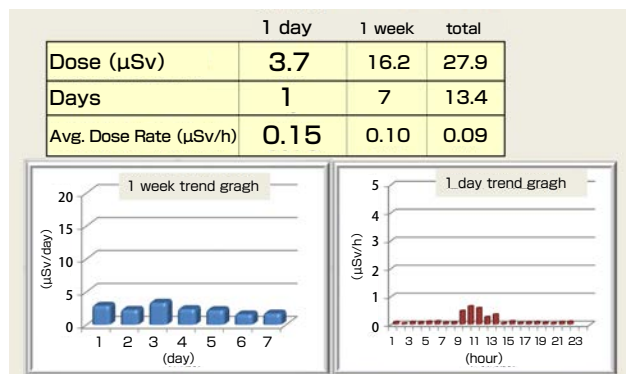 1 day 1 week total
Dose (μSv) 3.7 16.2 27.9
Days 1 7 13.4
Avg. Dose Rate (μSv/h) 0.15 0.10 0.09
1 week trend gragh
20
15
10
5
0
(μSv/day)
1 2 3 4 5 6 7
(day)
1 day trend gragh
5
4
3
2
1
0
(μSv/h)
1 3 5 7 9 11 13 15 17 19 21 23
(hour)